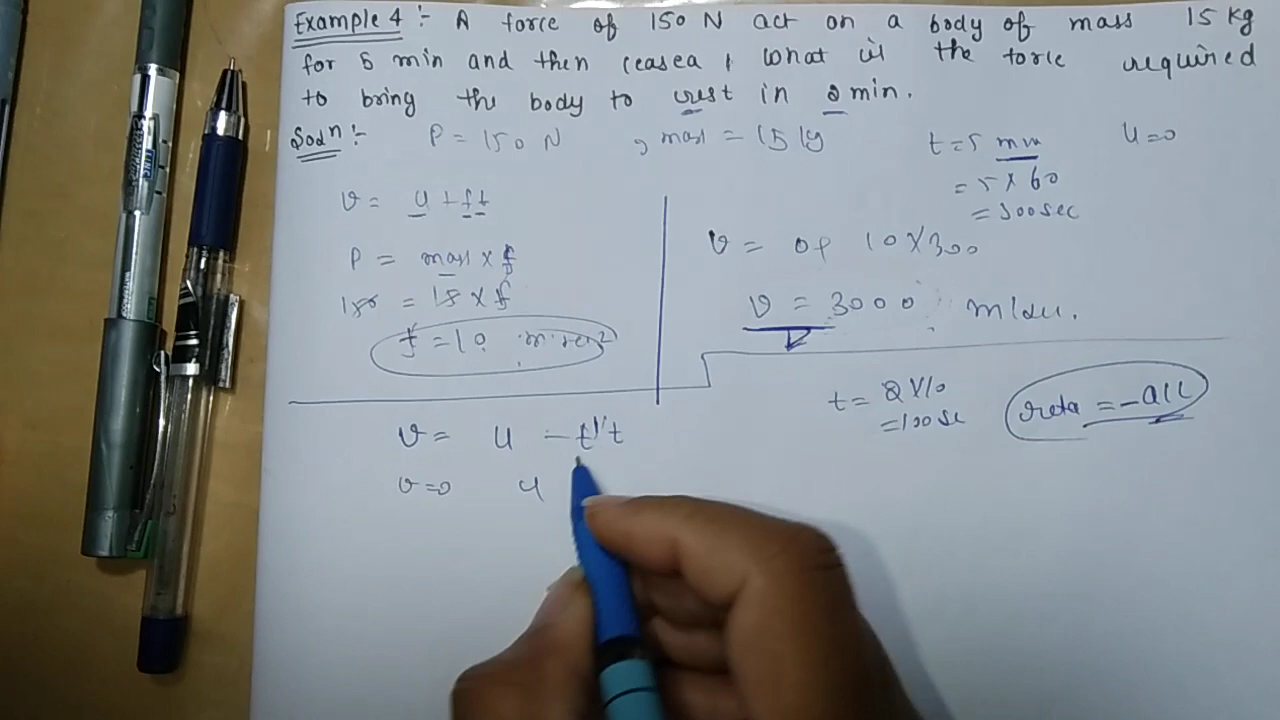 Example 4 :- A force of 150 N act on a body of mass 15 kg
for 5 min and then ceasea , what is the force required
to bring the body to rest in 2 min.
Soln :- P = 150 N , mass = 15 kg t = 5 min u=0
= 5 X 60
= 300 sec
v = u + ft
P = mass x f
150 = 15 x f
f = 10 m/sec2
v = 0+ 10 X 300
v = 3000 m/sec.
t = 2 X/0
=120 sec
reta = -all
v = u - f't
v=0 u